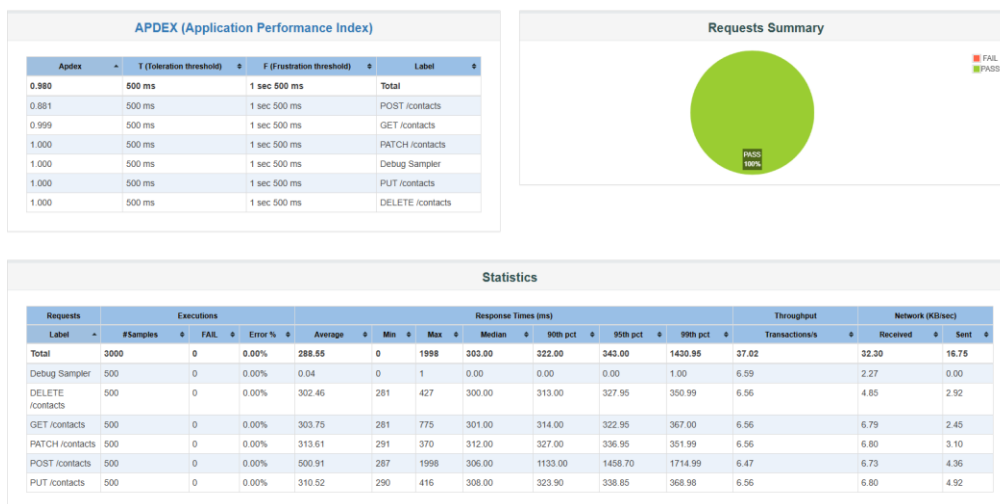 APDEX (Application Performance Index)
Apdex T (Toleration threshold) F (Frustration threshold) Label
0.980 500 ms 1 sec 500 ms Total
0.881 500 ms 1 sec 500 ms POST /contacts
0.999 500 ms 1 sec 500 ms GET /contacts
1.000 500 ms 1 sec 500 ms PATCH /contacts
1.000 500 ms 1 sec 500 ms Debug Sampler
1.000 500 ms 1 sec 500 ms PUT /contacts
1.000 500 ms 1 sec 500 ms DELETE /contacts
Requests Summary
FAIL
PASS
PASS
100%
Statistics
Requests Executions Response Times (ms) Throughput Network (KB/sec)
Label #Samples FAIL Error % Average Min Max Median 90th pct 95th pct 99th pct Transactions/s Received Sent
Total 3000 0 0.00% 288.55 0 1998 303.00 322.00 343.00 1430.95 37.02 32.30 16.75
Debug Sampler 500 0 0.00% 0.04 0 1 0.00 0.00 0.00 1.00 6.59 2.27 0.00
DELETE 500 0 0.00% 302.46 281 427 300.00 313.00 327.95 350.99 6.56 4.85 2.92
/contacts
GET /contacts 500 0 0.00% 303.75 281 775 301.00 314.00 322.95 367.00 6.56 6.79 2.45
PATCH /contacts 500 0 0.00% 313.61 291 370 312.00 327.00 336.95 351.99 6.56 6.80 3.10
POST /contacts 500 0 0.00% 500.91 287 1998 306.00 1133.00 1458.70 1714.99 6.47 6.73 4.36
PUT /contacts 500 0 0.00% 310.52 290 416 308.00 323.90 338.85 368.98 6.56 6.80 4.92